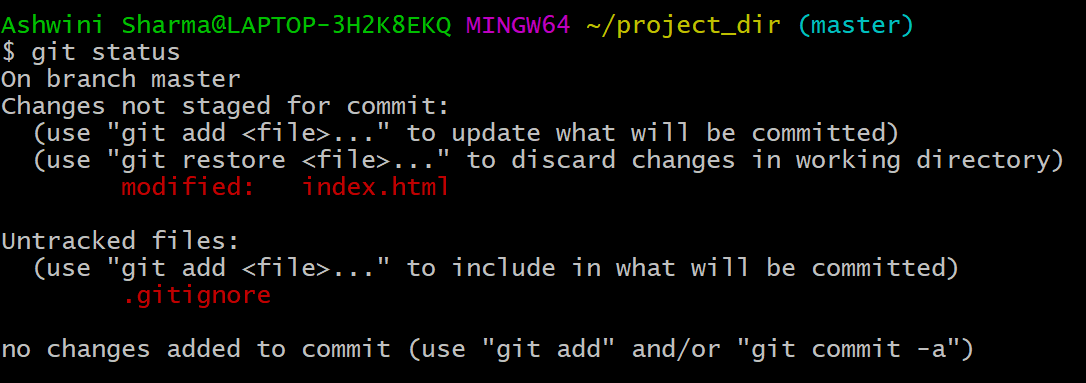 Ashwini Sharma@LAPTOP-3H2K8EKQ MINGW64 ~/project_dir (master)
$ git status
On branch master
Changes not staged for commit:
  (use "git add <file>..." to update what will be committed)
  (use "git restore <file>..." to discard changes in working directory)
        modified:   index.html

Untracked files:
  (use "git add <file>..." to include in what will be committed)
        .gitignore

no changes added to commit (use "git add" and/or "git commit -a")